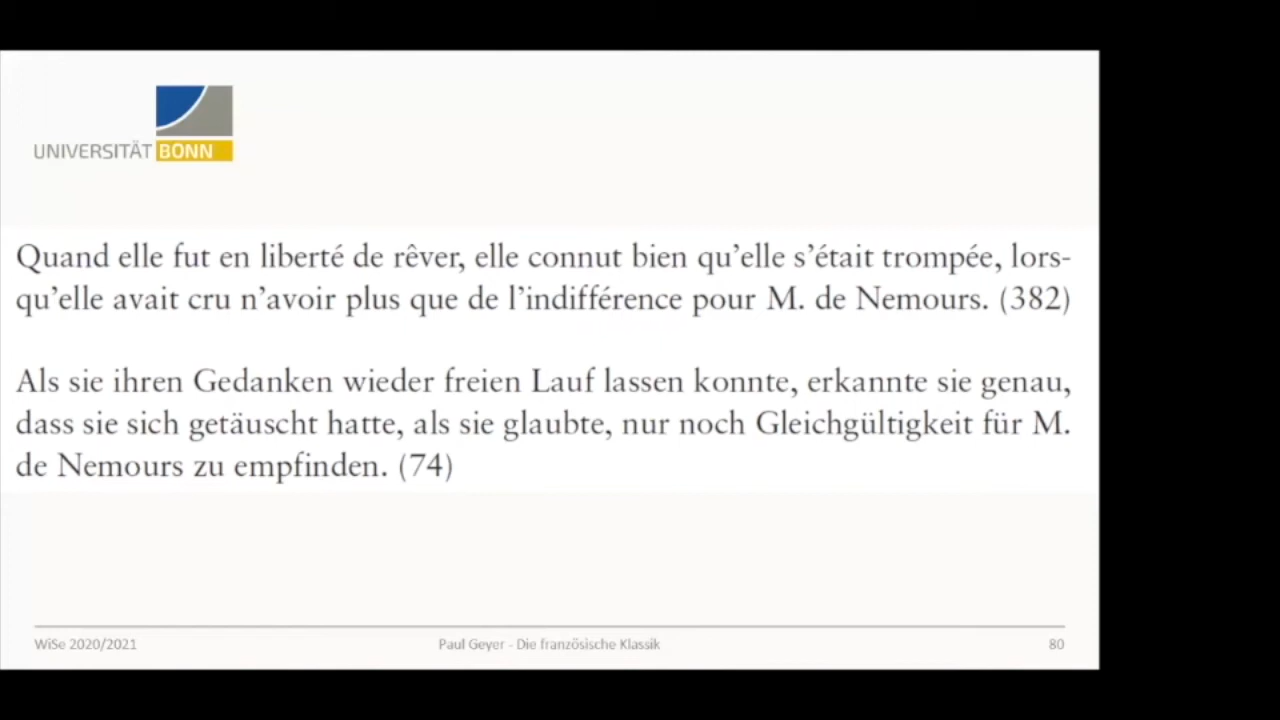 UNIVERSITÄT BONN
Quand elle fut en liberté de rêver, elle connut bien qu’elle s’était trompée, lors-
qu’elle avait cru n’avoir plus que de l’indifférence pour M. de Nemours. (382)
Als sie ihren Gedanken wieder freien Lauf lassen konnte, erkannte sie genau,
dass sie sich getäuscht hatte, als sie glaubte, nur noch Gleichgültigkeit für M.
de Nemours zu empfinden. (74)
WiSe 2020/2021 Paul Geyer - Die französische Klassik 80